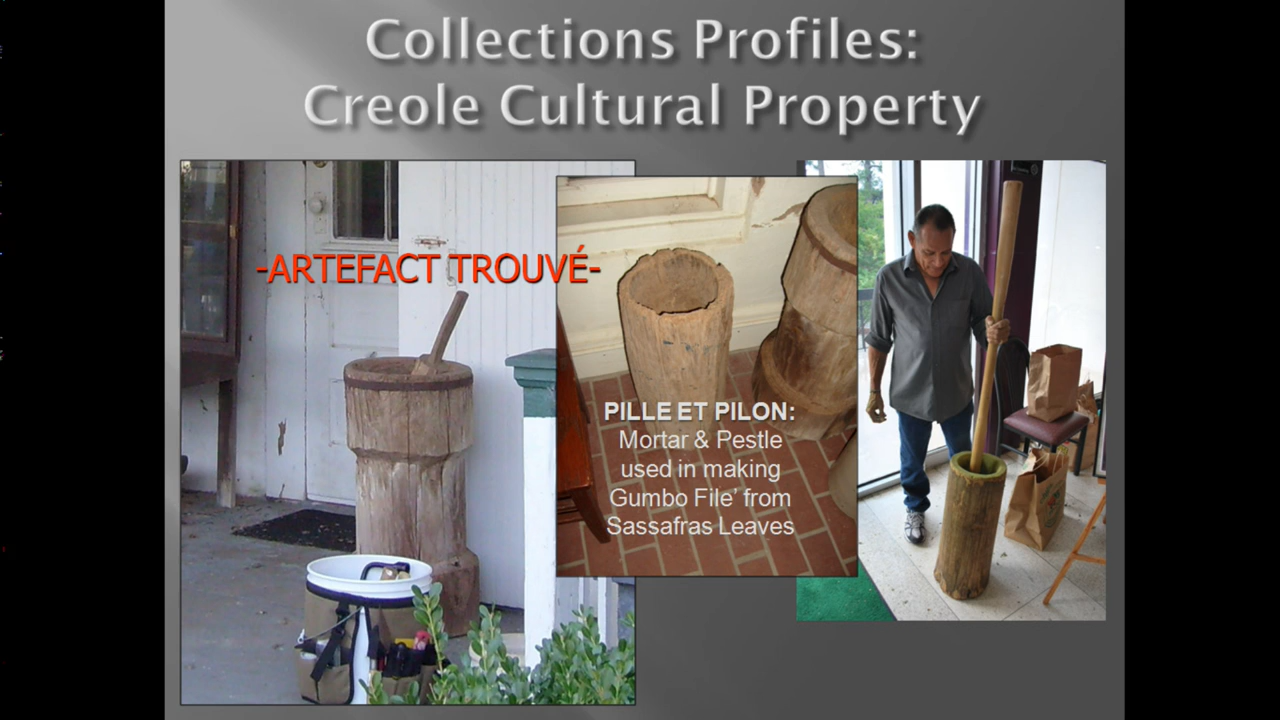 Collections Profiles:
Creole Cultural Property
-ARTEFACT TROUVÉ-
PILLE ET PILON:
Mortar & Pestle
used in making
Gumbo File’ from
Sassafras Leaves